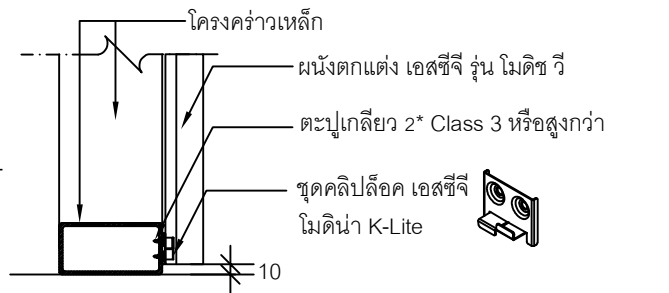 โครงคร่าวเหล็ก
ผนังตกแต่ง เอสซีจี รุ่น โมดิช วี
ตะปูเกลียว 2* Class 3 หรือสูงกว่า
ชุดคลิปล็อค เอสซีจี
โมดิน่า K-Lite
10